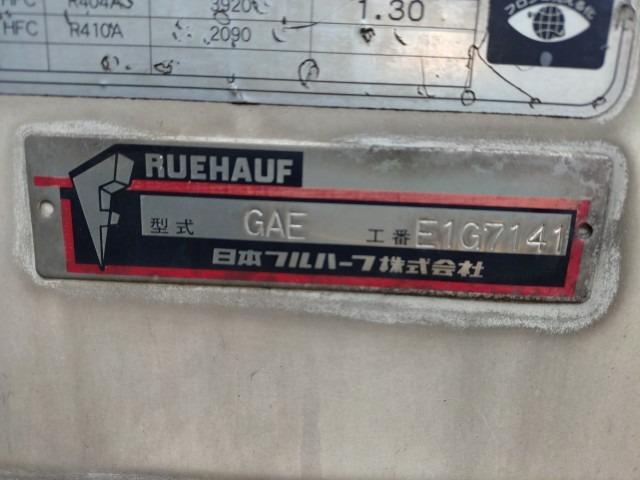 HFC R404A 3920 1.30
HFC R410A 2090
RUEHAUF
型式 GAE 工番 E1G7141
日本フルハーフ株式会社